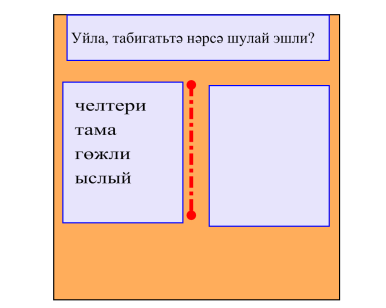 Уйла, табигатьтә нәрсә шулай эшли?
челтери
тама
гөжли
ыслый